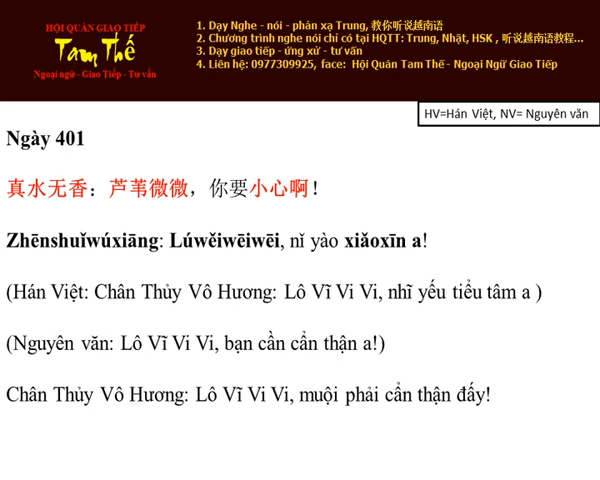 HỘI QUÁN GIAO TIẾP
Tam Thế
Ngoại ngữ - Giao Tiếp - Tư vấn
1. Dạy Nghe - nói - phản xạ Trung, 教你听说越南语
2. Chương trình nghe nói chỉ có tại HQTT: Trung, Nhật, HSK , 听说越南语教程...
3. Dạy giao tiếp - ứng xử - tư vấn
4. Liên hệ: 0977309925, face: Hội Quán Tam Thế - Ngoại Ngữ Giao Tiếp
HV=Hán Việt, NV= Nguyên văn
Ngày 401
真水无香：芦苇微微，你要小心啊！
Zhēnshuǐwúxiāng: Lúwěiwēiwēi, nǐ yào xiǎoxīn a!
(Hán Việt: Chân Thủy Vô Hương: Lô Vĩ Vi Vi, nhĩ yếu tiểu tâm a )
(Nguyên văn: Lô Vĩ Vi Vi, bạn cần cẩn thận a!)
Chân Thủy Vô Hương: Lô Vĩ Vi Vi, muội phải cẩn thận đấy!